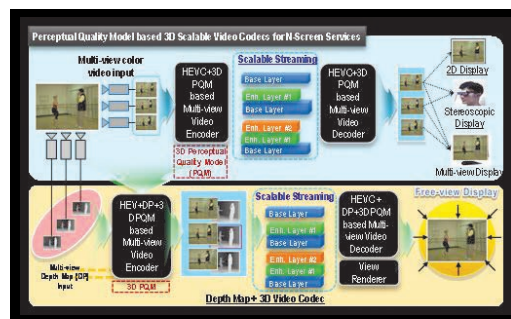 Perceptual Quality Model based 3D Scalable Video Codecs for N-Screen Services
Multi-view color
video input
HEVC+3D
PQM
based
Multi-view
Video
Encoder
3D Perceptual
Quality Model
(PQM)
Scalable Streaming
Base Layer
Enh. Layer #1
Base Layer
Enh. Layer #2
Enh. Layer #1
Base Layer
HEVC+3D
PQM
based
Multi-view
Video
Decoder
2D Display
Stereoscopic
Display
Multi-view Display
Multi-view
Depth Map [DP]
Input
HEV+DP+3
DPQM
based
Multi-view
Video
Encoder
3D PQM
Scalable Streaming
Base Layer
Enh. Layer #1
Base Layer
Enh. Layer #2
Enh. Layer #1
Base Layer
HEVC+
DP+3D PQM
based Multi-
view Video
Decoder
View
Renderer
Free-view Display
Depth Map+ 3D Video Codec